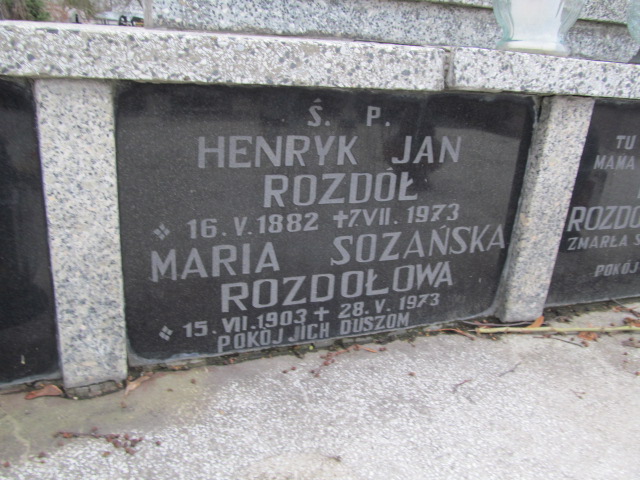 Ś. P.
HENRYK JAN
ROZDÓŁ
16. V. 1882 + 7. VII. 1973
MARIA SOZAŃSKA
ROZDOŁOWA
15. VII. 1903 + 28. V. 1973
POKÓJ ICH DUSZOM
TU
MAMA
ROZDO
ZMARŁA
POKÓJ